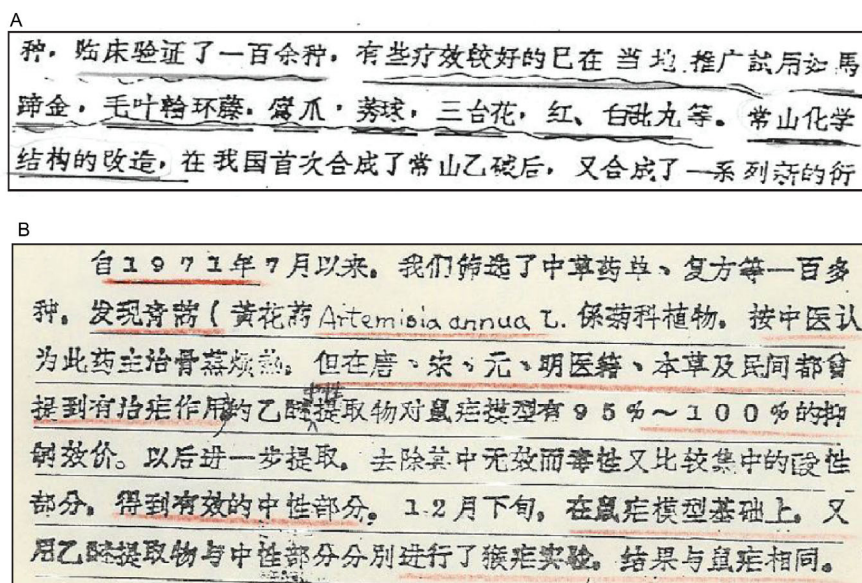 A
种，临床验证了一百余种，有些疗效较好的已在当地推广試用如馬
蹄金，毛叶轮环藤，鹰爪，莠球，三台花，红、白砒丸等。常山化学
结构的改造，在我国首次合成了常山乙碱后，又合成了一系列新的衍
B
自1971年7月以来。我们筛选了中草药单、复方等一百多
种。发现青蒿（黄花蒿Artemisia annua L.係菊科植物。按中医认
为此药主治骨蒸烦热。但在唐、宋、元、明医籍、本草及民间都曾
提到有治疟作用）的乙醚中性提取物对鼠疟模型有95%～100%的抑
制效价。以后进一步提取。去除其中无效而毒性又比较集中的酸性
部分。得到有效的中性部分。12月下旬。在鼠疟模型基础上。又
用乙醚提取物与中性部分分别进行了猴疟实验。结果与鼠疟相同。